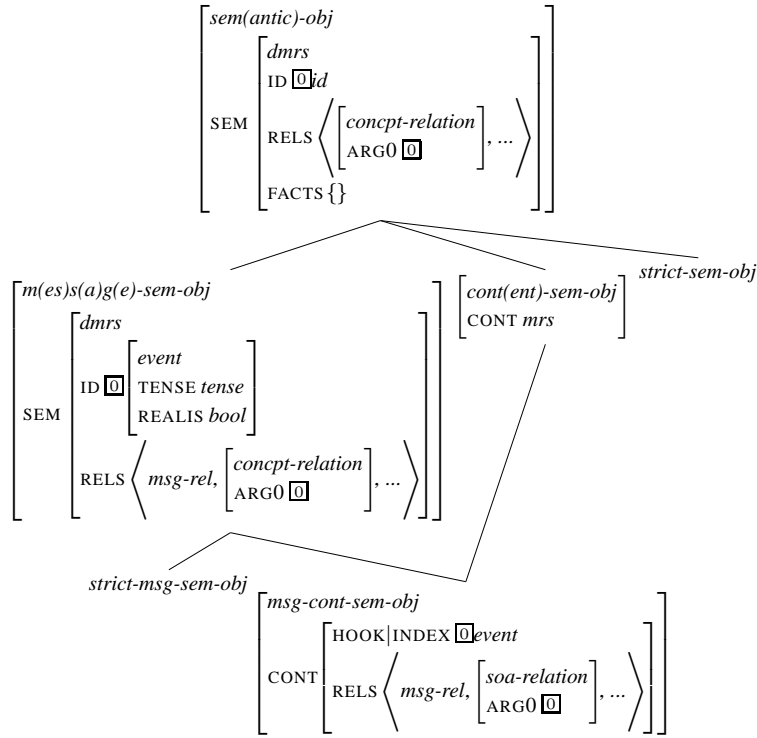 sem(antic)-obj
dmrs
ID 0 id
SEM
RELS ⟨ concpt-relation
ARG0 0 , ... ⟩
FACTS {}
m(es)s(a)g(e)-sem-obj
dmrs
ID 0 event
TENSE tense
REALIS bool
SEM
RELS ⟨ msg-rel, concpt-relation
ARG0 0 , ... ⟩
cont(ent)-sem-obj
CONT mrs
strict-sem-obj
strict-msg-sem-obj
msg-cont-sem-obj
HOOK|INDEX 0 event
CONT
RELS ⟨ msg-rel, soa-relation
ARG0 0 , ... ⟩